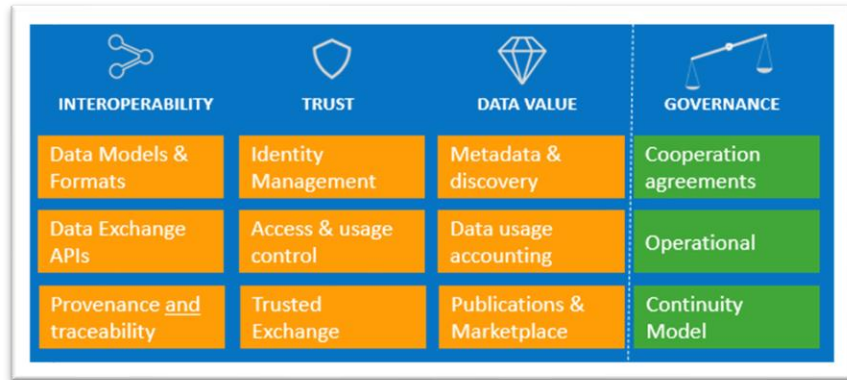 INTEROPERABILITY
TRUST
DATA VALUE
GOVERNANCE
Data Models &
Formats
Identity
Management
Metadata &
discovery
Cooperation
agreements
Data Exchange
APIs
Access & usage
control
Data usage
accounting
Operational
Provenance and
traceability
Trusted
Exchange
Publications &
Marketplace
Continuity
Model